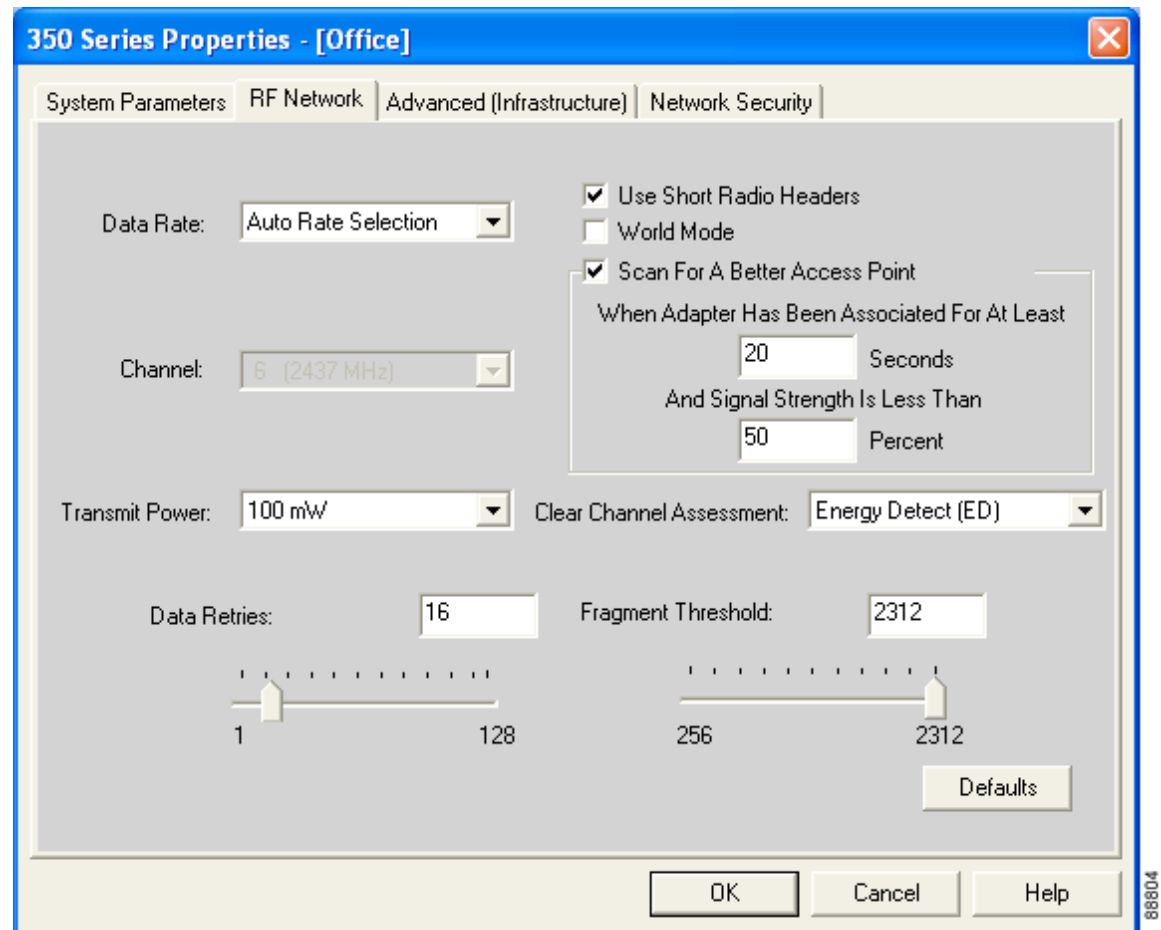 350 Series Properties - [Office]
System Parameters
RF Network
Advanced (Infrastructure)
Network Security
Data Rate:
Auto Rate Selection
Use Short Radio Headers
World Mode
Scan For A Better Access Point
When Adapter Has Been Associated For At Least
20 Seconds
And Signal Strength Is Less Than
50 Percent
Channel:
6 (2437 MHz)
Transmit Power:
100 mW
Clear Channel Assessment:
Energy Detect (ED)
Data Retries:
16
1
128
Fragment Threshold:
2312
256
2312
Defaults
OK
Cancel
Help
88804